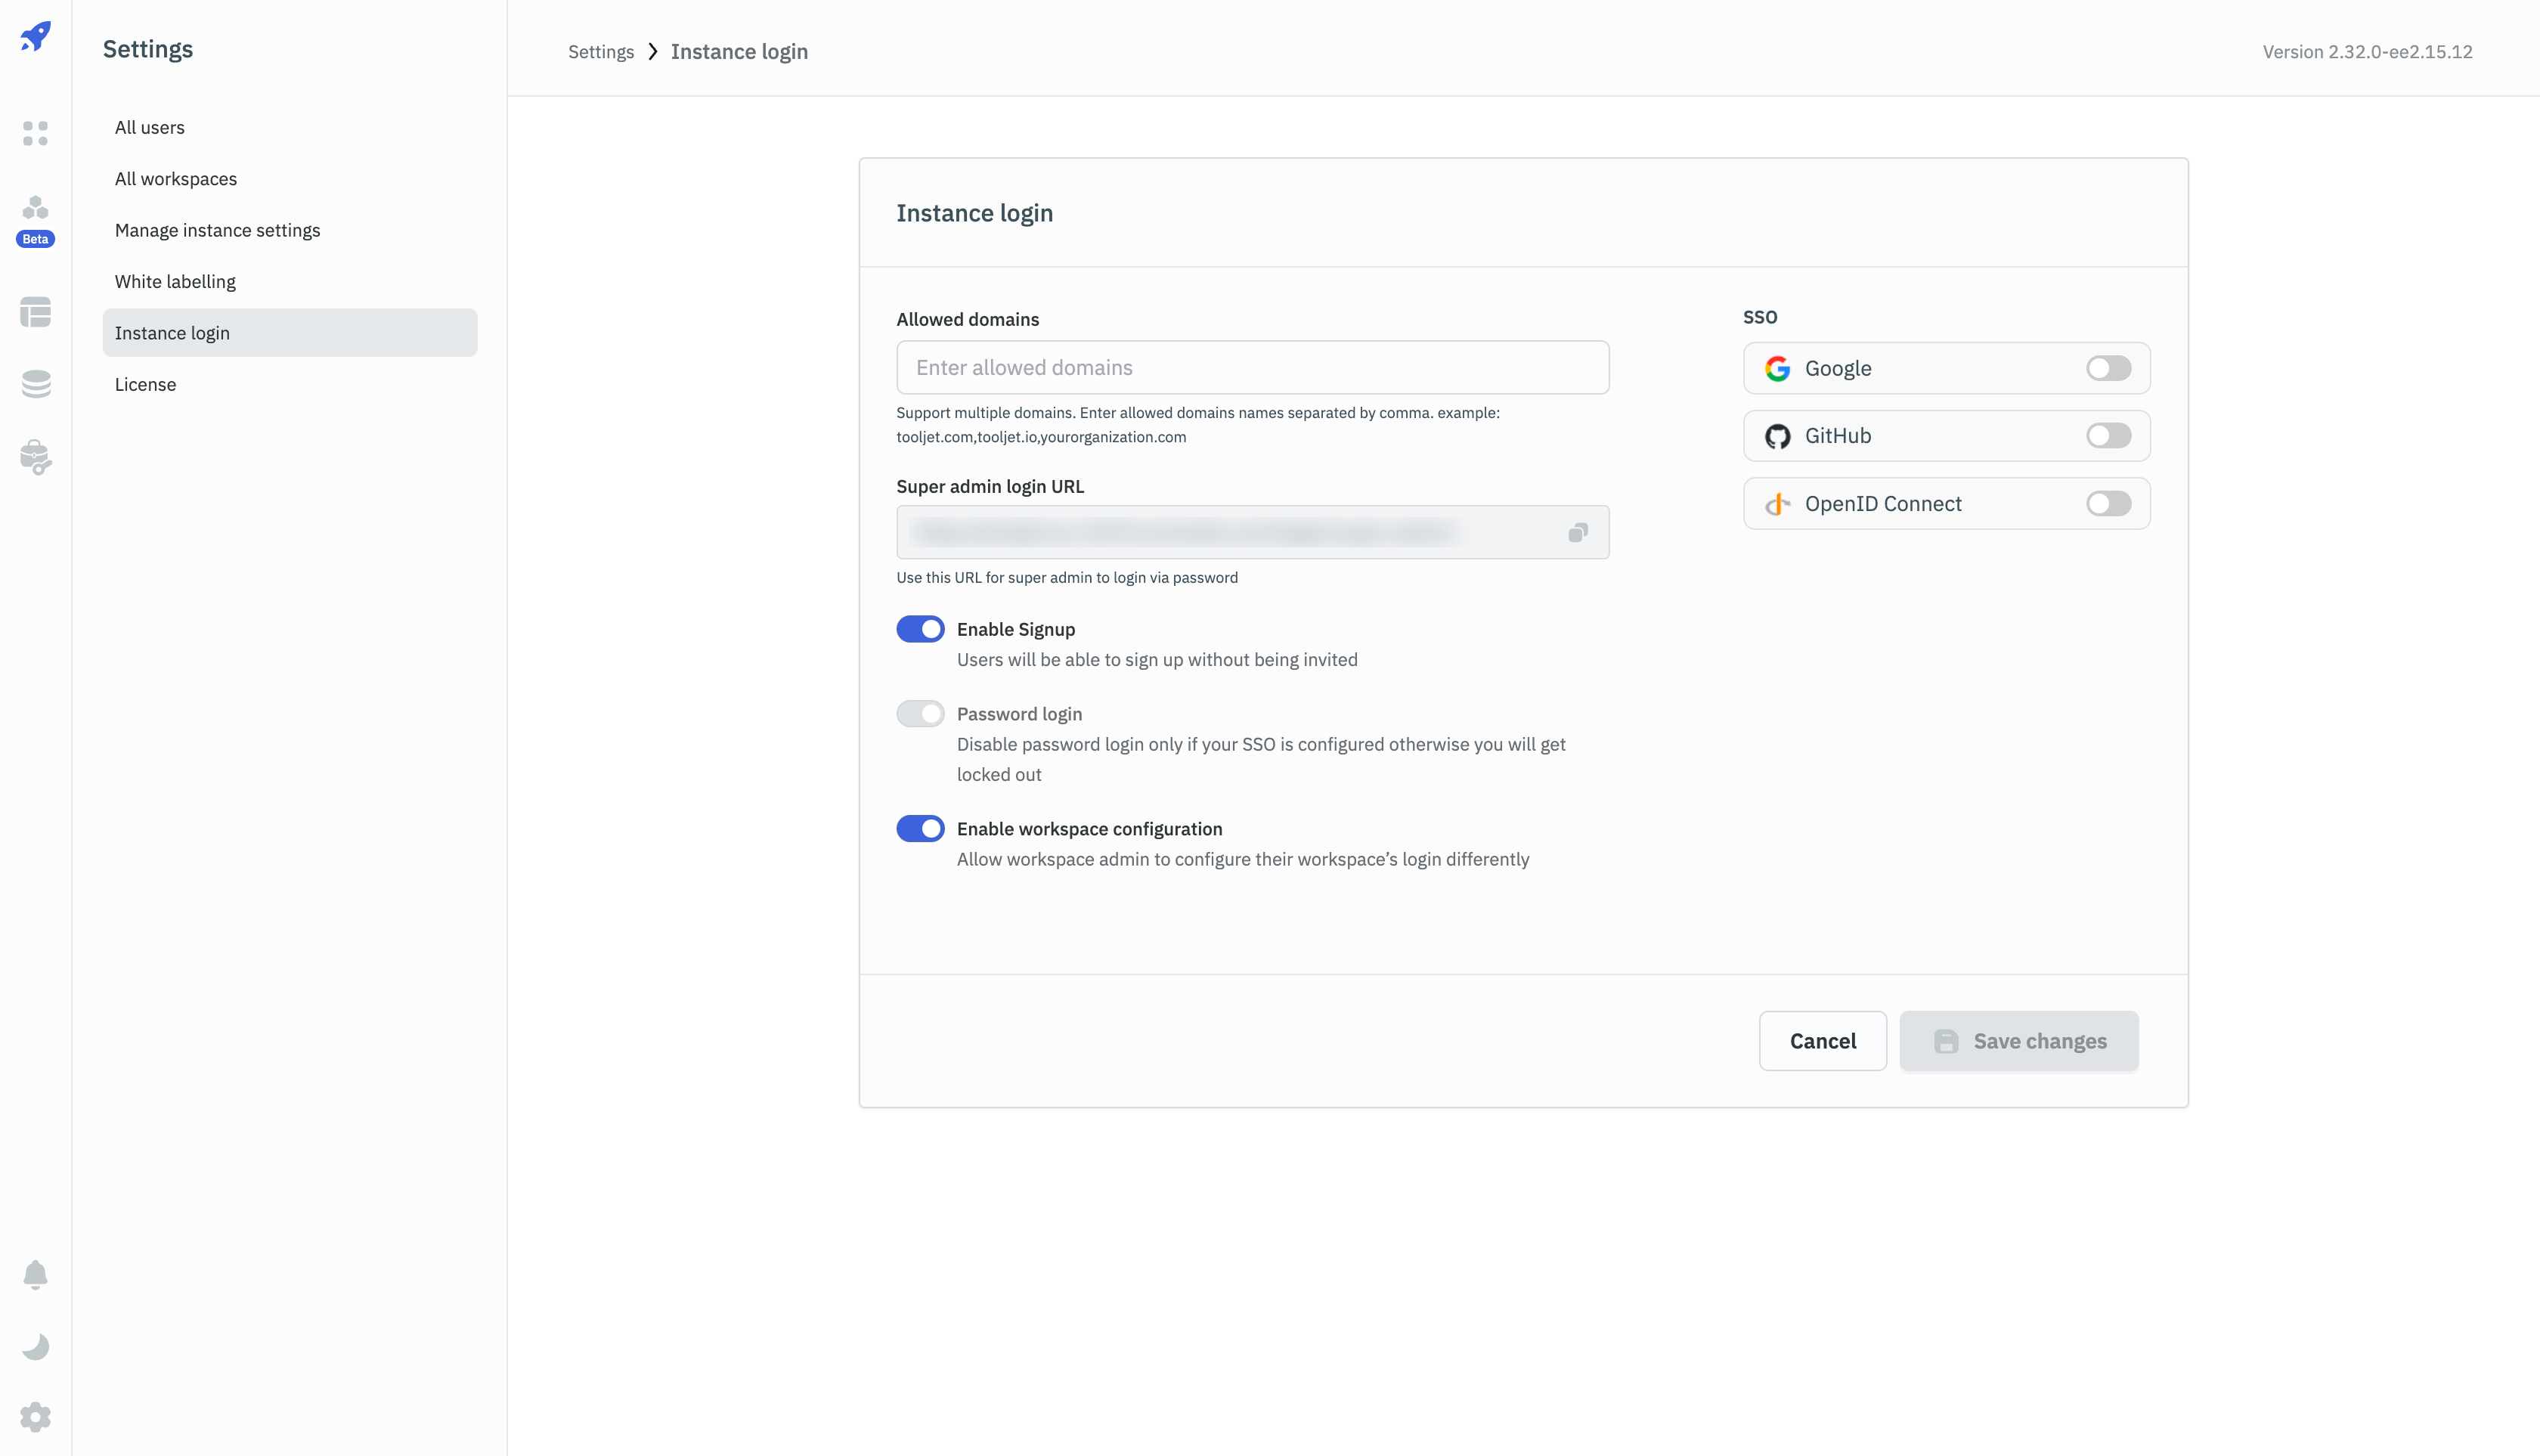 Settings
All users
All workspaces
Manage instance settings
White labelling
Instance login
License
Beta
Settings
Instance login
Version 2.32.0-ee2.15.12
Instance login
Allowed domains
Enter allowed domains
Support multiple domains. Enter allowed domains names separated by comma. example:
tooljet.com,tooljet.io,yourorganization.com
Super admin login URL
Use this URL for super admin to login via password
Enable Signup
Users will be able to sign up without being invited
Password login
Disable password login only if your SSO is configured otherwise you will get
locked out
Enable workspace configuration
Allow workspace admin to configure their workspace’s login differently
SSO
Google
GitHub
OpenID Connect
Cancel
Save changes